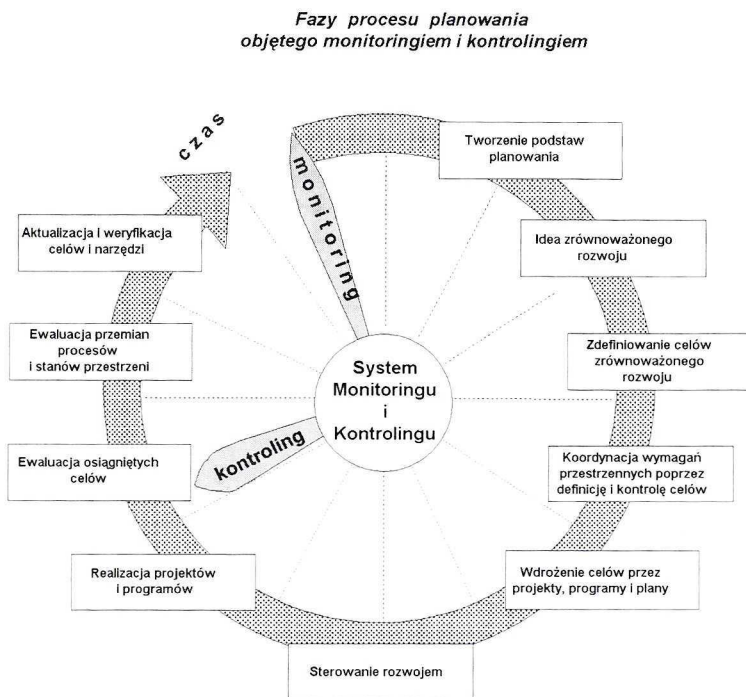 Fazy procesu planowania
objętego monitoringiem i kontrolingiem
czas
monitoring
Tworzenie podstaw
planowania
Idea zrównoważonego
rozwoju
Zdefiniowanie celów
zrównoważonego
rozwoju
Koordynacja wymagań
przestrzennych poprzez
definicję i kontrolę celów
Wdrożenie celów przez
projekty, programy i plany
Sterowanie rozwojem
Realizacja projektów
i programów
Ewaluacja osiągniętych
celów
Ewaluacja przemian
procesów
i stanów przestrzeni
Aktualizacja i weryfikacja
celów i narzędzi
System
Monitoringu
i
Kontrolingu
kontroling